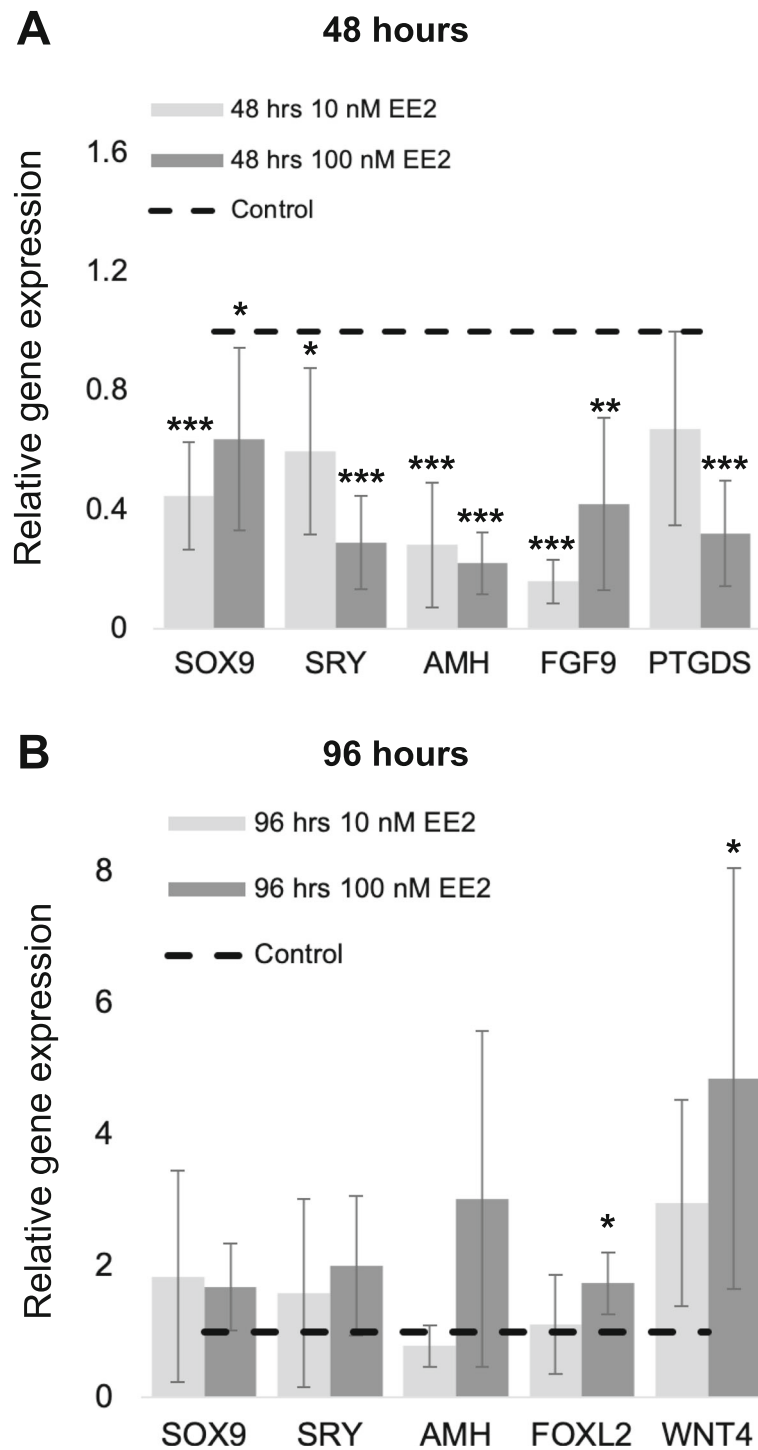 A
48 hours
48 hrs 10 nM EE2
48 hrs 100 nM EE2
Control
Relative gene expression
1.6
1.2
0.8
0.4
0
***
*
*
***
***
***
***
**
***
SOX9 SRY AMH FGF9 PTGDS
B
96 hours
96 hrs 10 nM EE2
96 hrs 100 nM EE2
Control
Relative gene expression
8
6
4
2
0
*
*
SOX9 SRY AMH FOXL2 WNT4